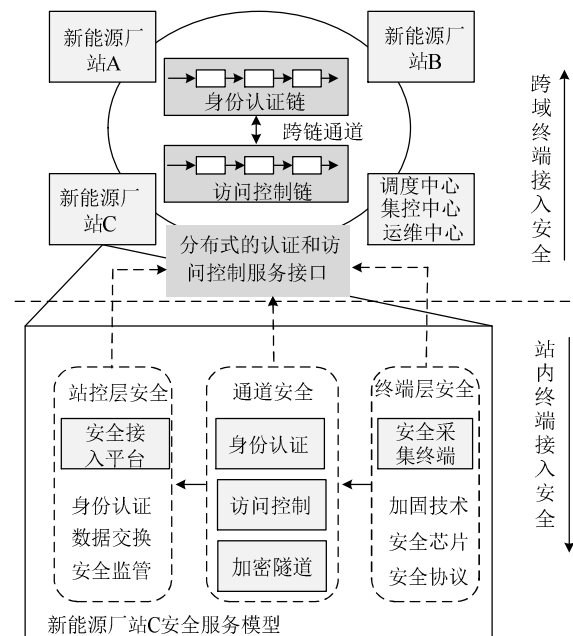 新能源厂
站A
新能源厂
站B
身份认证链
跨链通道
访问控制链
新能源厂
站C
调度中心
集控中心
运维中心
分布式的认证和访
问控制服务接口
跨域终端接入安全
站控层安全
安全接
入平台
身份认证
数据交换
安全监管
通道安全
身份认证
访问控制
加密隧道
终端层安全
安全采
集终端
加固技术
安全芯片
安全协议
站内终端接入安全
新能源厂站C安全服务模型